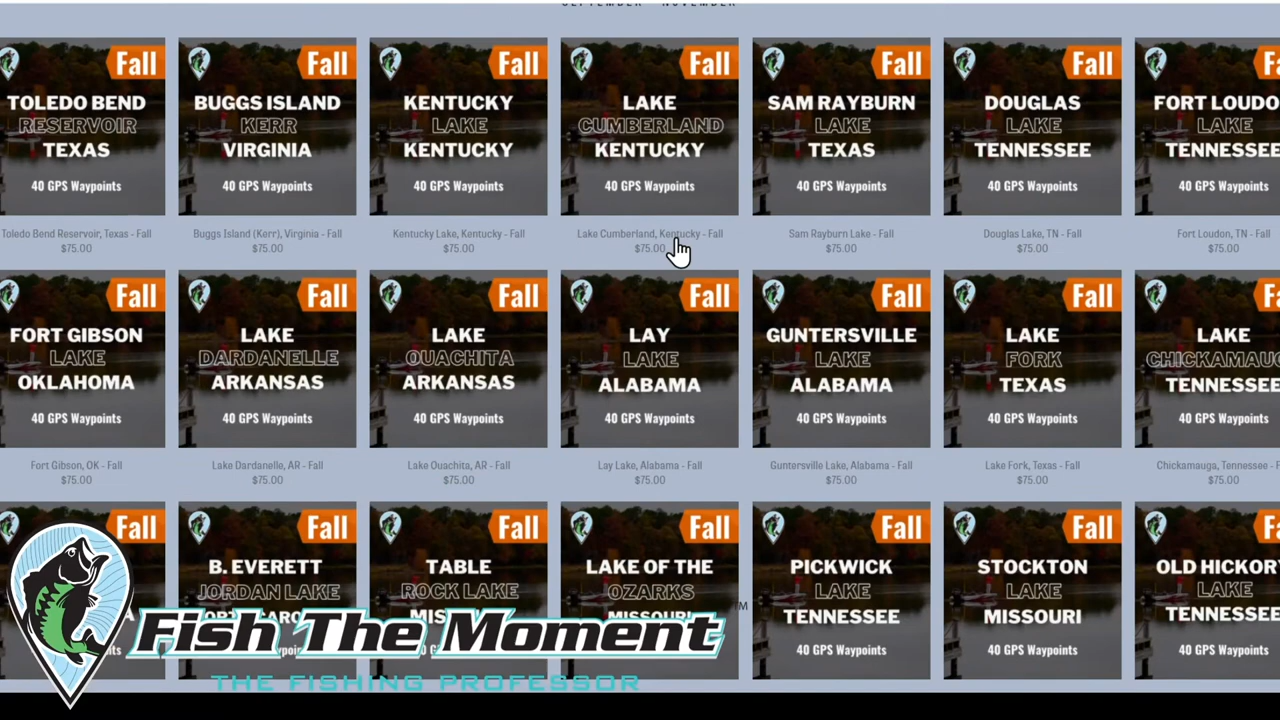 SEPTEMBER - NOVEMBER
Fall
Fall
Fall
Fall
Fall
Fall
TOLEDO BEND
RESERVOIR
TEXAS
40 GPS Waypoints
BUGGS ISLAND
KERR
VIRGINIA
40 GPS Waypoints
KENTUCKY
LAKE
KENTUCKY
40 GPS Waypoints
LAKE
CUMBERLAND
KENTUCKY
40 GPS Waypoints
SAM RAYBURN
LAKE
TEXAS
40 GPS Waypoints
DOUGLAS
LAKE
TENNESSEE
40 GPS Waypoints
FORT LOUDO
LAKE
TENNESSEE
40 GPS Waypoints
Toledo Bend Reservoir, Texas - Fall
$75.00
Buggs Island (Kerr), Virginia - Fall
$75.00
Kentucky Lake, Kentucky - Fall
$75.00
Lake Cumberland, Kentucky - Fall
$75.00
Sam Rayburn Lake - Fall
$75.00
Douglas Lake, TN - Fall
$75.00
Fort Loudon, TN - Fall
$75.00
Fall
Fall
Fall
Fall
Fall
Fall
FORT GIBSON
LAKE
OKLAHOMA
40 GPS Waypoints
LAKE
DARDANELLE
ARKANSAS
40 GPS Waypoints
LAKE
OUACHITA
ARKANSAS
40 GPS Waypoints
LAY
LAKE
ALABAMA
40 GPS Waypoints
GUNTERSVILLE
LAKE
ALABAMA
40 GPS Waypoints
LAKE
FORK
TEXAS
40 GPS Waypoints
LAKE
CHICKAMAUG
TENNESSEE
40 GPS Waypoints
Fort Gibson, OK - Fall
$75.00
Lake Dardanelle, AR - Fall
$75.00
Lake Ouachita, AR - Fall
$75.00
Lay Lake, Alabama - Fall
$75.00
Guntersville Lake, Alabama - Fall
$75.00
Lake Fork, Texas - Fall
$75.00
Chickamauga, Tennessee - F
$75.00
Fall
Fall
Fall
Fall
Fall
Fall
B. EVERETT
JORDAN LAKE
TABLE
ROCK LAKE
LAKE OF THE
OZARKS
MISSOURI
PICKWICK
LAKE
TENNESSEE
40 GPS Waypoints
STOCKTON
LAKE
MISSOURI
40 GPS Waypoints
OLD HICKORY
LAKE
TENNESSEE
40 GPS Waypoints
Fish The Moment TM
THE FISHING PROFESSOR